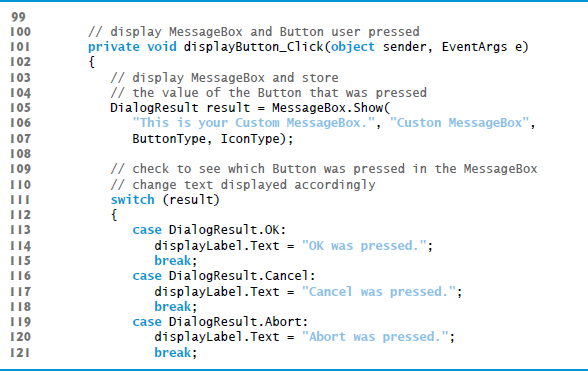 99
100 // display MessageBox and Button user pressed
101 private void displayButton_Click(object sender, EventArgs e)
102 {
103 // display MessageBox and store
104 // the value of the Button that was pressed
105 DialogResult result = MessageBox.Show(
106 "This is your Custom MessageBox.", "Custon MessageBox",
107 ButtonType, IconType);
108
109 // check to see which Button was pressed in the MessageBox
110 // change text displayed accordingly
111 switch (result)
112 {
113 case DialogResult.OK:
114 displayLabel.Text = "OK was pressed.";
115 break;
116 case DialogResult.Cancel:
117 displayLabel.Text = "Cancel was pressed.";
118 break;
119 case DialogResult.Abort:
120 displayLabel.Text = "Abort was pressed.";
121 break;